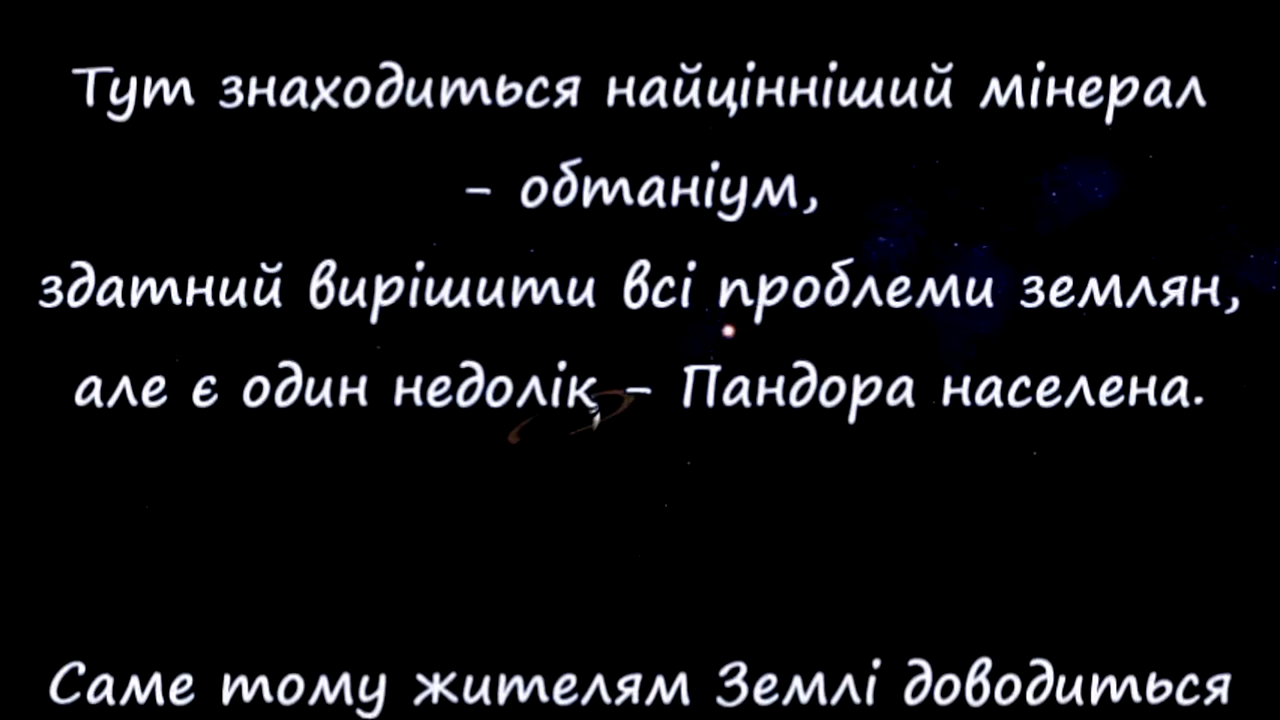 Тут знаходиться найцінніший мінерал
- обтаніум,
здатний вирішити всі проблеми землян,
але є один недолік - Пандора населена.
Саме тому жителям Землі доводиться